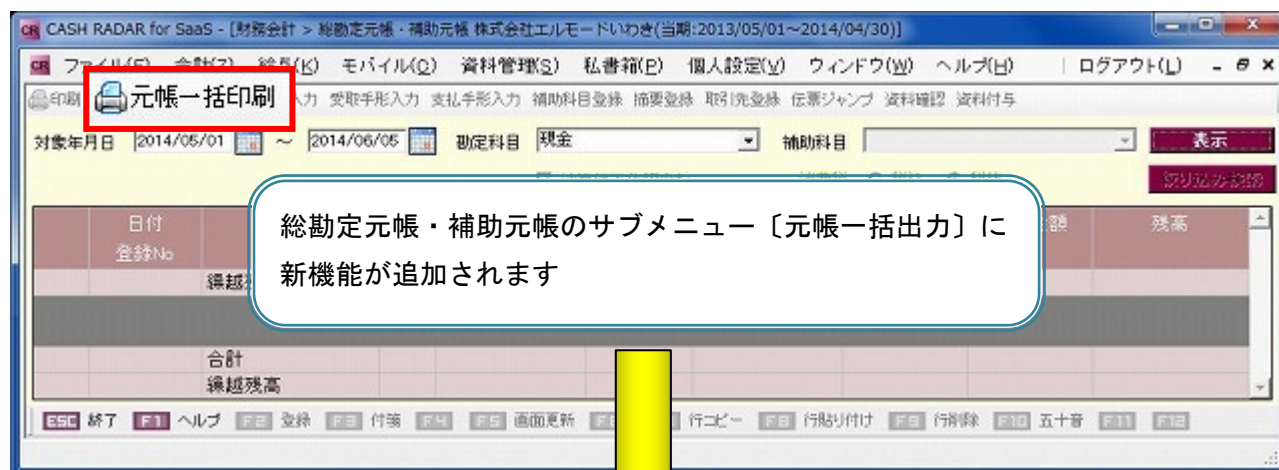 CR CASH RADAR for SaaS - [財務会計 > 総勘定元帳・補助元帳 株式会社エルモードいわき(当期:2013/05/01～2014/04/30)]
モバイル(Q) 資料管理(S) 私書箱(P) 個人設定(V) ウィンドウ(W) ヘルプ(H) ログアウト(L)
印刷 元帳一括印刷 受取手形入力 支払手形入力 補助科目登録 摘要登録 取引先登録 伝票ジャンプ 資料確認 資料付与
対象年月日 2014/05/01 ～ 2014/06/05 勘定科目 現金 補助科目 表示
絞り込み検索
日付 残高
登録No
総勘定元帳・補助元帳のサブメニュー〔元帳一括出力〕に
新機能が追加されます
繰越
合計
繰越残高
ESC 終了 F1 ヘルプ F2 登録 F3 付箋 F4 F5 画面更新 行コピー 行貼り付け F9 行削除 F10 五十音 F11 F12